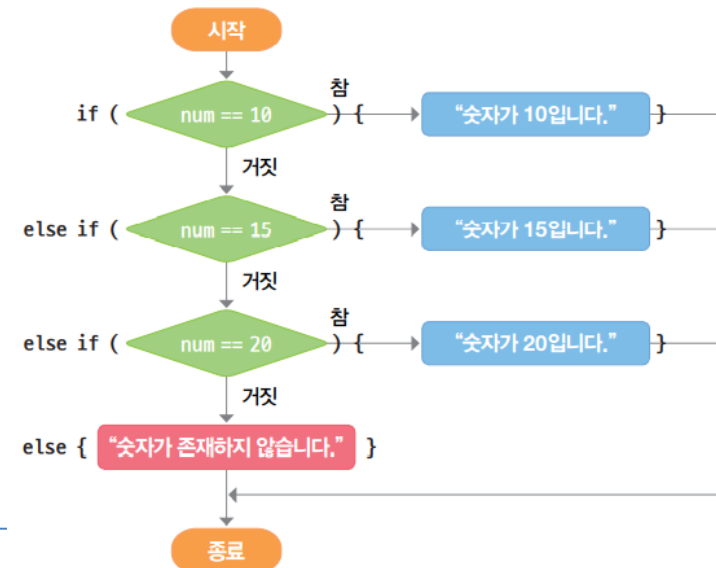 시작
참
if ( num == 10 ) { “숫자가 10입니다.” }
거짓
참
else if ( num == 15 ) { “숫자가 15입니다.” }
거짓
참
else if ( num == 20 ) { “숫자가 20입니다.” }
거짓
else { “숫자가 존재하지 않습니다.” }
종료